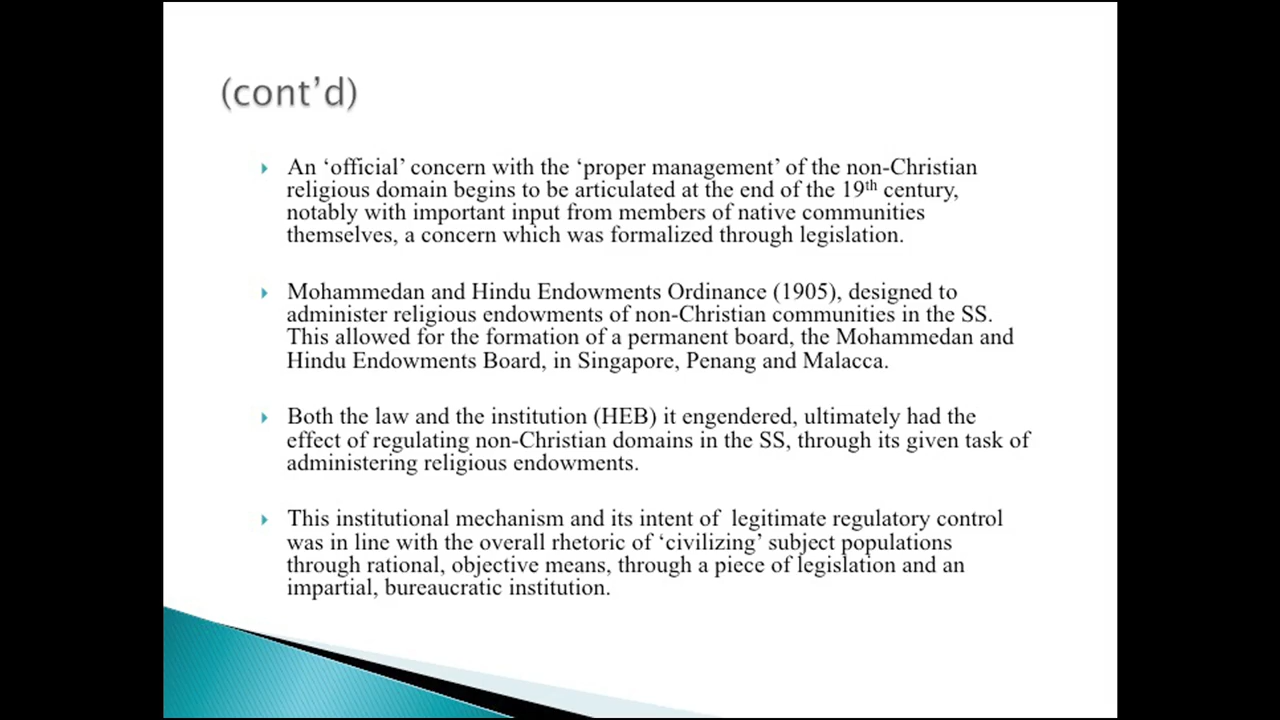 (cont’d)
An ‘official’ concern with the ‘proper management’ of the non-Christian
religious domain begins to be articulated at the end of the 19th century,
notably with important input from members of native communities
themselves, a concern which was formalized through legislation.
Mohammedan and Hindu Endowments Ordinance (1905), designed to
administer religious endowments of non-Christian communities in the SS.
This allowed for the formation of a permanent board, the Mohammedan and
Hindu Endowments Board, in Singapore, Penang and Malacca.
Both the law and the institution (HEB) it engendered, ultimately had the
effect of regulating non-Christian domains in the SS, through its given task of
administering religious endowments.
This institutional mechanism and its intent of  legitimate regulatory control
was in line with the overall rhetoric of ‘civilizing’ subject populations
through rational, objective means, through a piece of legislation and an
impartial, bureaucratic institution.